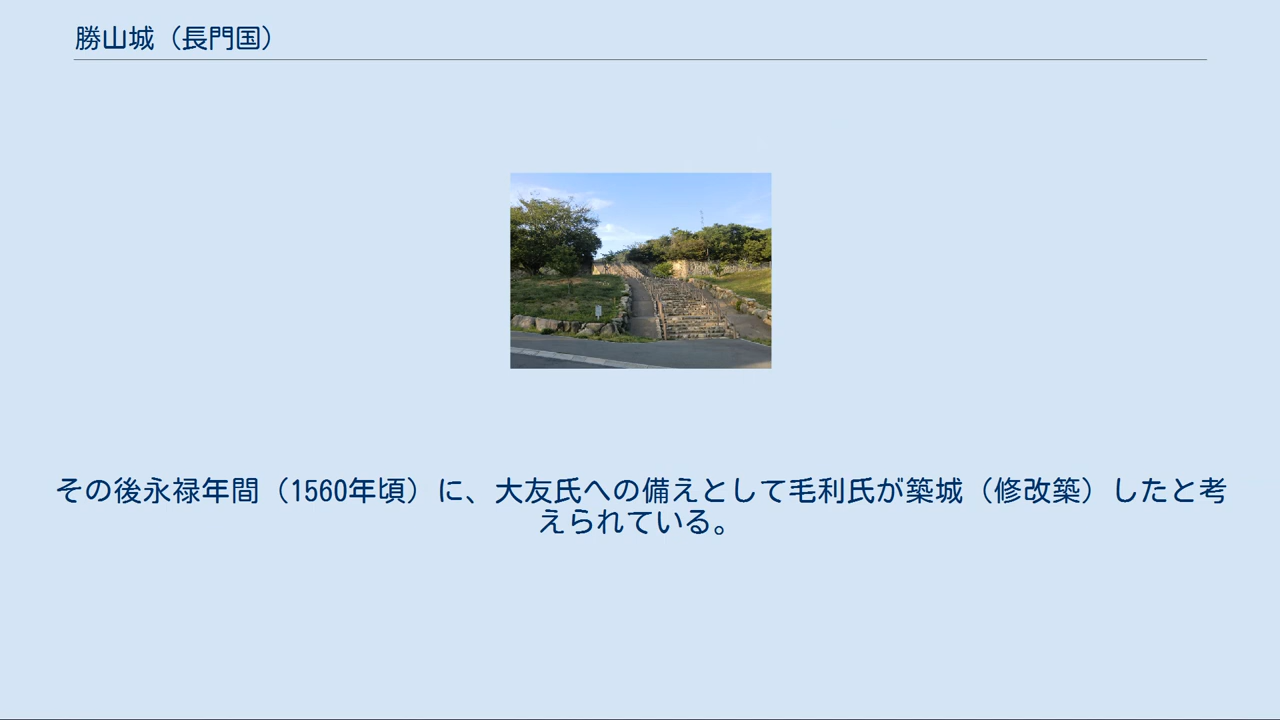 勝山城（長門国）
その後永禄年間（1560年頃）に、大友氏への備えとして毛利氏が築城（修改築）したと考
えられている。